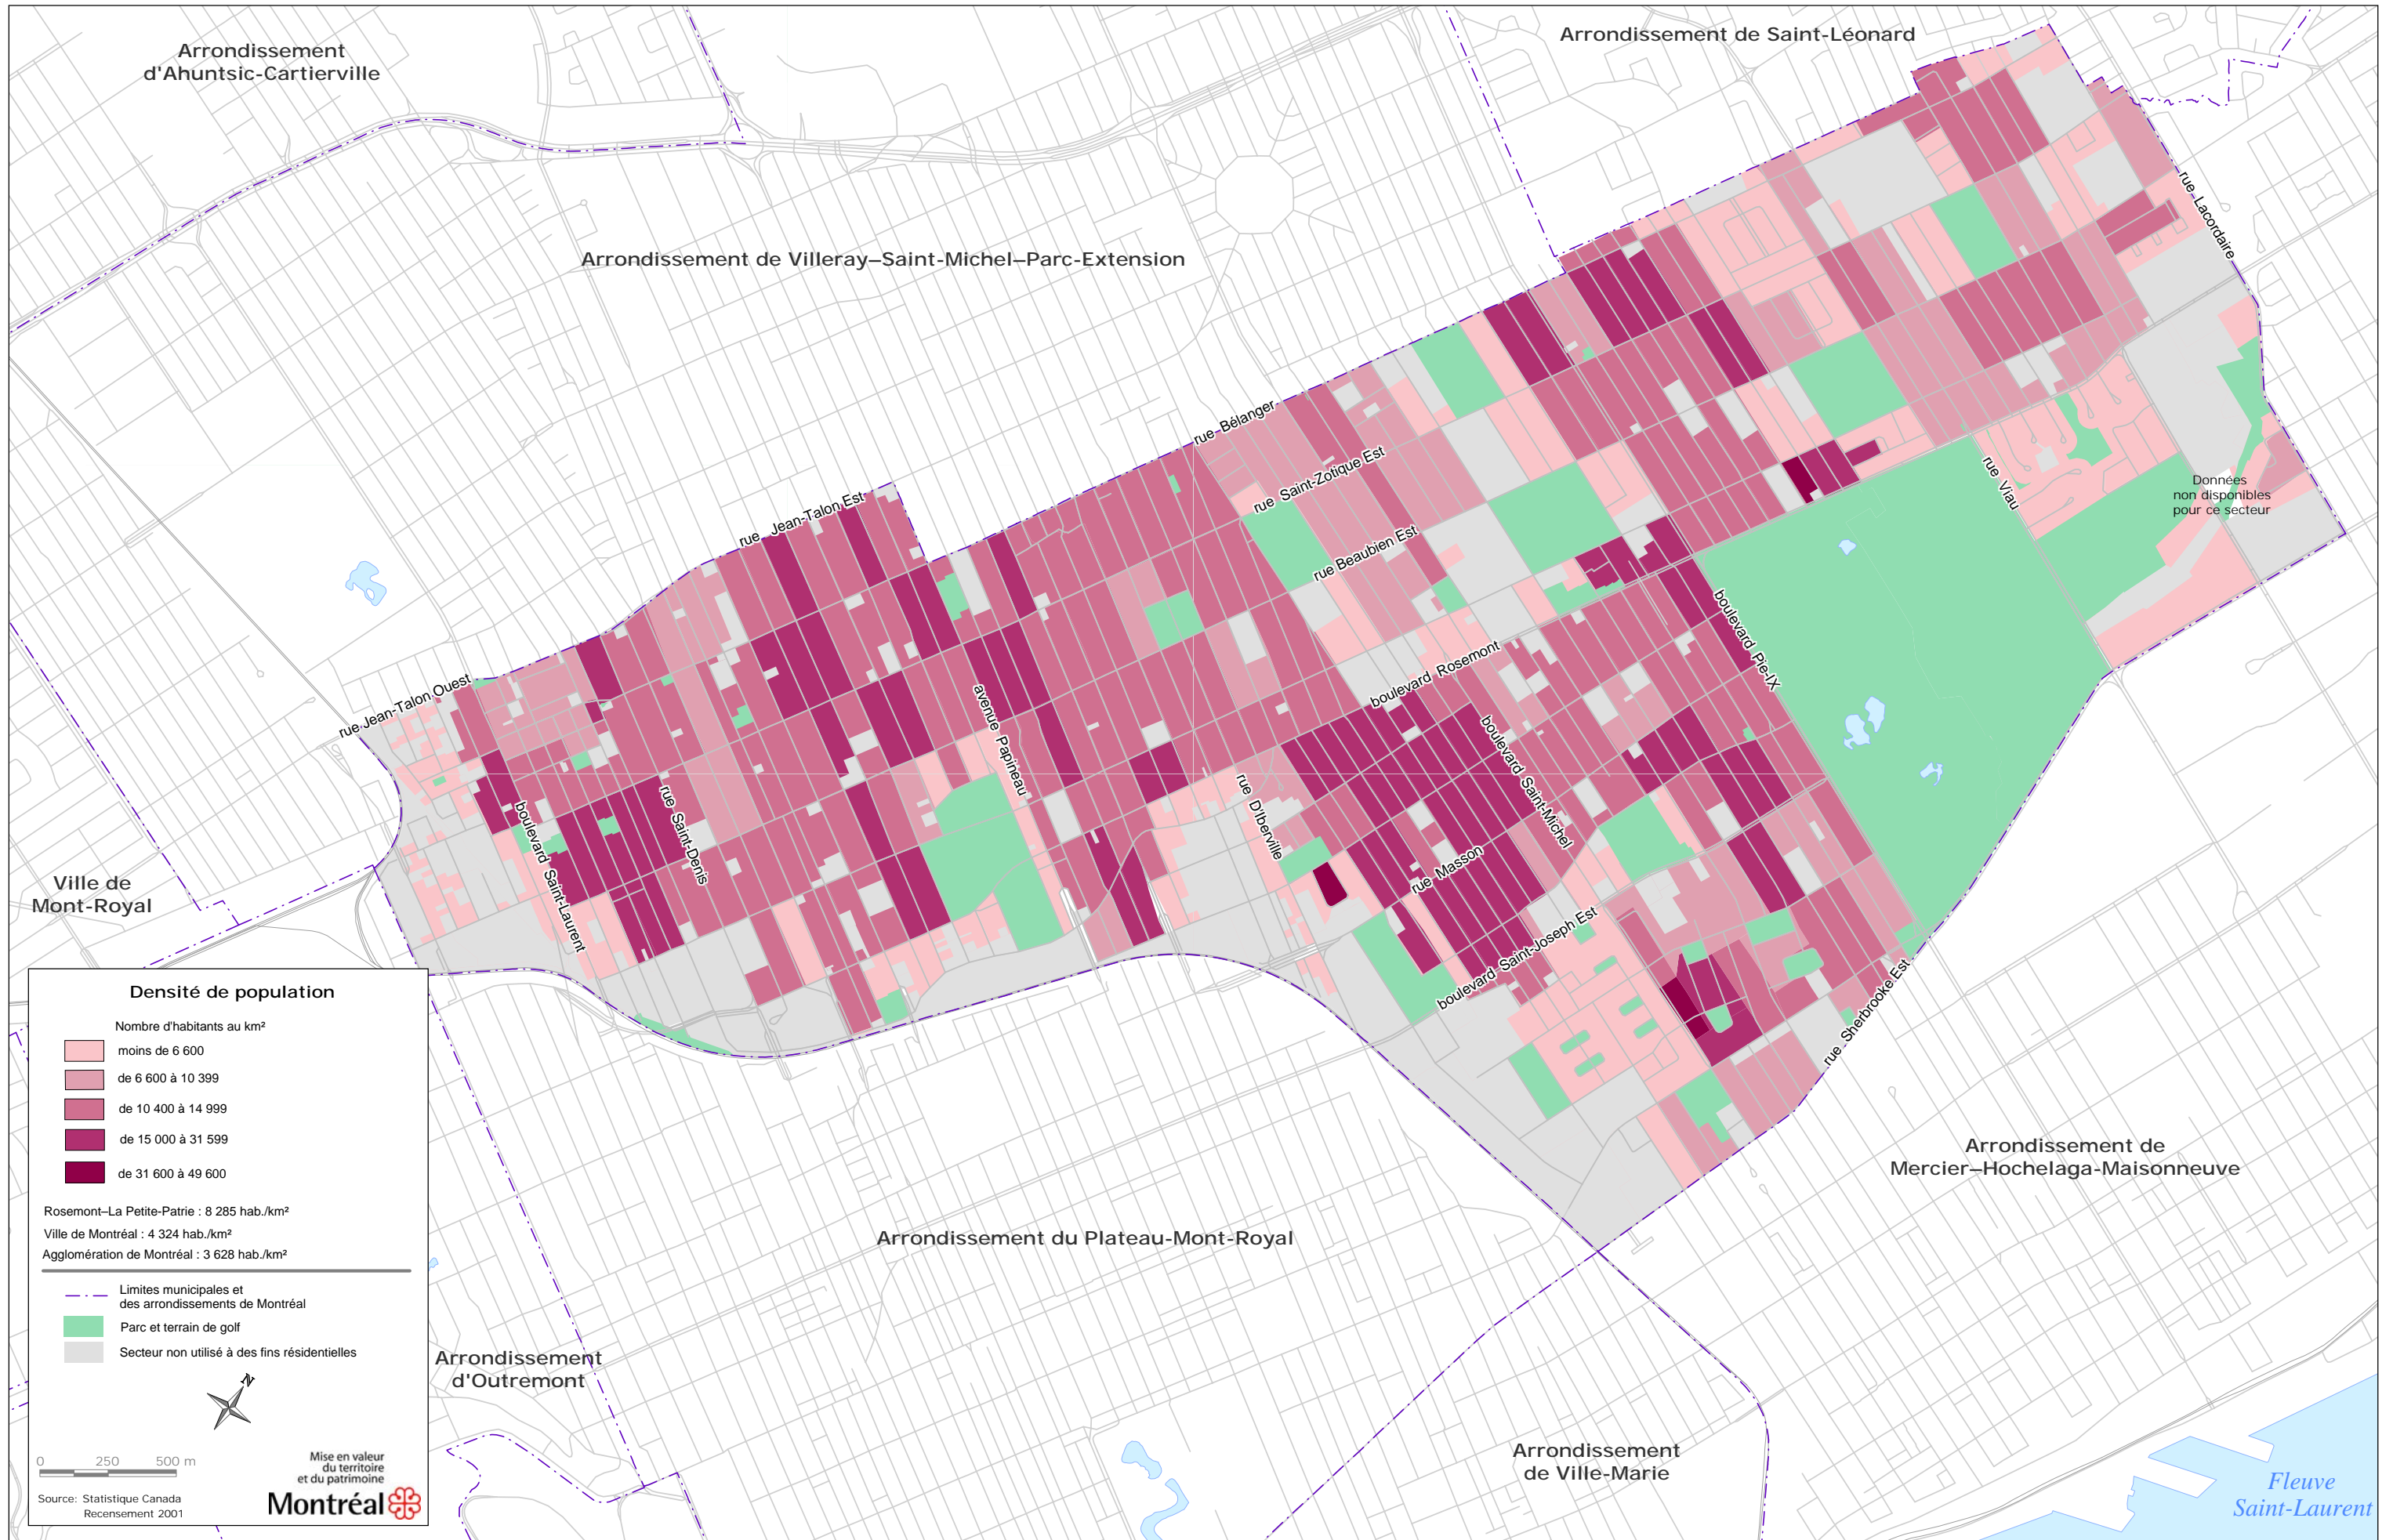 Arrondissement
d'Ahuntsic-Cartierville
Arrondissement de Saint-Léonard
Arrondissement de Villeray–Saint-Michel–Parc-Extension
rue Lacordaire
rue Bélanger
rue Saint-Zotique Est
rue Jean-Talon Est
rue Beaubien Est
rue Viau
Données
non disponibles
pour ce secteur
boulevard Pie-IX
rue Jean-Talon Ouest
boulevard Rosemont
avenue Papineau
boulevard Saint-Michel
rue D'Iberville
rue Saint-Denis
boulevard Saint-Laurent
rue Masson
boulevard Saint-Joseph Est
rue Sherbrooke Est
Ville de
Mont-Royal
Densité de population
Nombre d'habitants au km²
moins de 6 600
de 6 600 à 10 399
de 10 400 à 14 999
de 15 000 à 31 599
de 31 600 à 49 600
Rosemont–La Petite-Patrie : 8 285 hab./km²
Ville de Montréal : 4 324 hab./km²
Agglomération de Montréal : 3 628 hab./km²
Limites municipales et
des arrondissements de Montréal
Parc et terrain de golf
Secteur non utilisé à des fins résidentielles
N
0 250 500 m
Source: Statistique Canada
Recensement 2001
Mise en valeur
du territoire
et du patrimoine
Montréal
Arrondissement de
Mercier–Hochelaga-Maisonneuve
Arrondissement du Plateau-Mont-Royal
Arrondissement
d'Outremont
Arrondissement
de Ville-Marie
Fleuve
Saint-Laurent